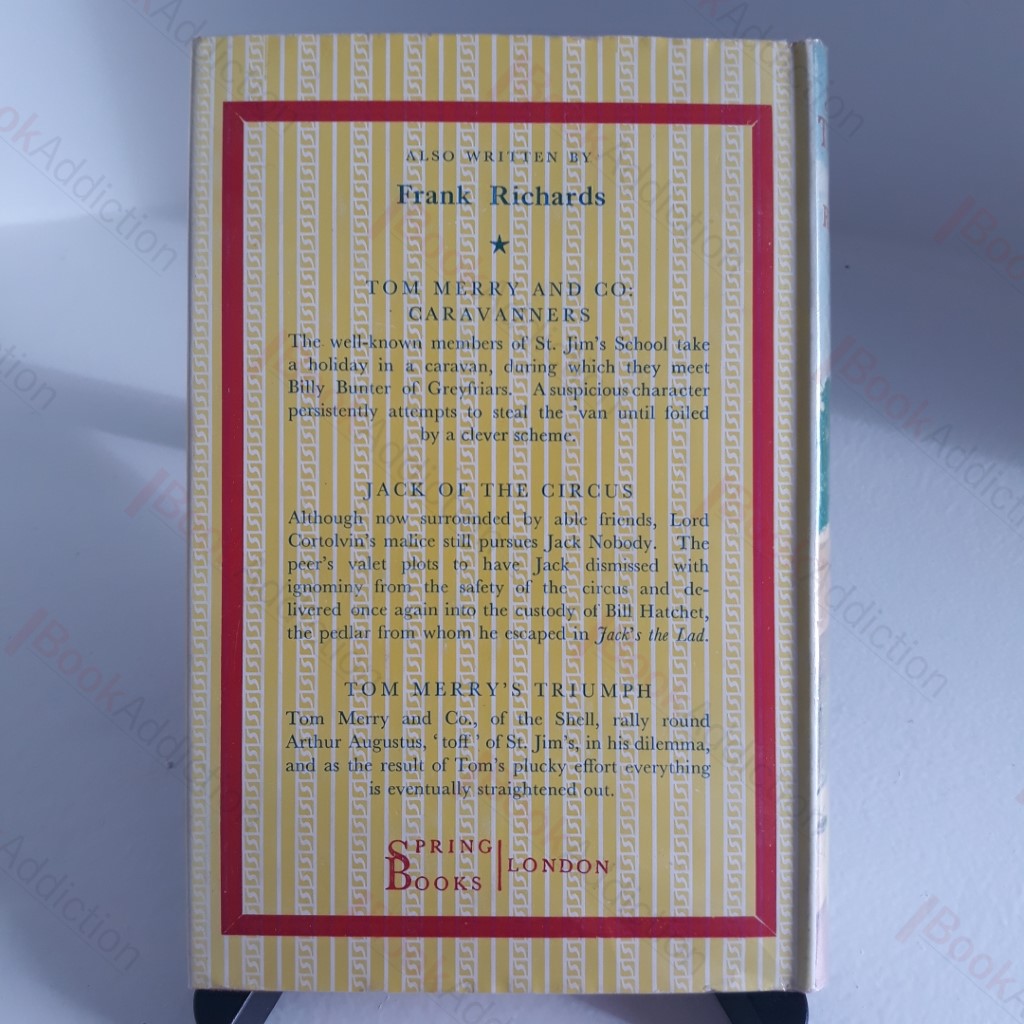 ALSO WRITTEN BY
Frank Richards
TOM MERRY AND CO:
CARAVANNERS
The well-known members of St. Jim's School take
a holiday in a caravan, during which they meet
Billy Bunter of Greyfriars. A suspicious character
persistently attempts to steal the 'van until foiled
by a clever scheme.
JACK OF THE CIRCUS
Although now surrounded by able friends, Lord
Cortolvin's malice still pursues Jack Nobody. The
peer's valet plots to have Jack dismissed with
ignominy from the safety of the circus and de-
livered once again into the custody of Bill Hatchet,
the pedlar from whom he escaped in Jack's the Lad.
TOM MERRY'S TRIUMPH
Tom Merry and Co., of the Shell, rally round
Arthur Augustus, 'toff' of St. Jim's, in his dilemma,
and as the result of Tom's plucky effort everything
is eventually straightened out.
SPRING
BOOKS
LONDON
BookAddiction